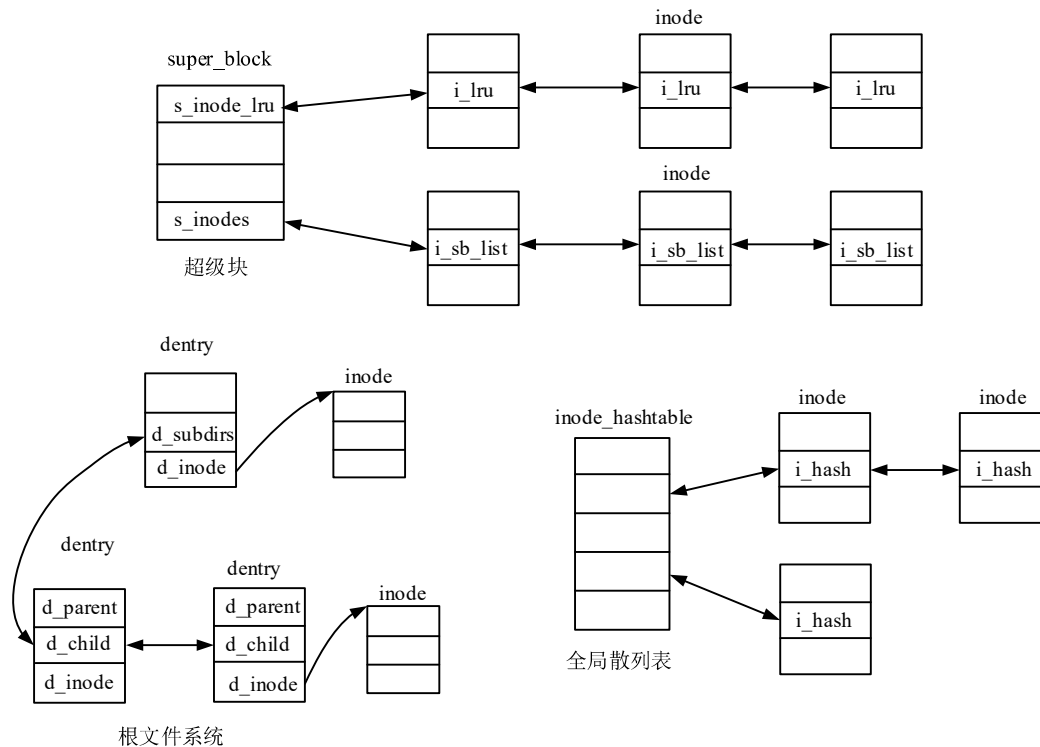 super_block
s_inode_lru
s_inodes
超级块
inode
i_lru
i_lru
i_lru
inode
i_sb_list
i_sb_list
i_sb_list
dentry
d_subdirs
d_inode
inode
dentry
d_parent
d_child
d_inode
dentry
d_parent
d_child
d_inode
inode
根文件系统
inode_hashtable
全局散列表
inode
i_hash
inode
i_hash
i_hash